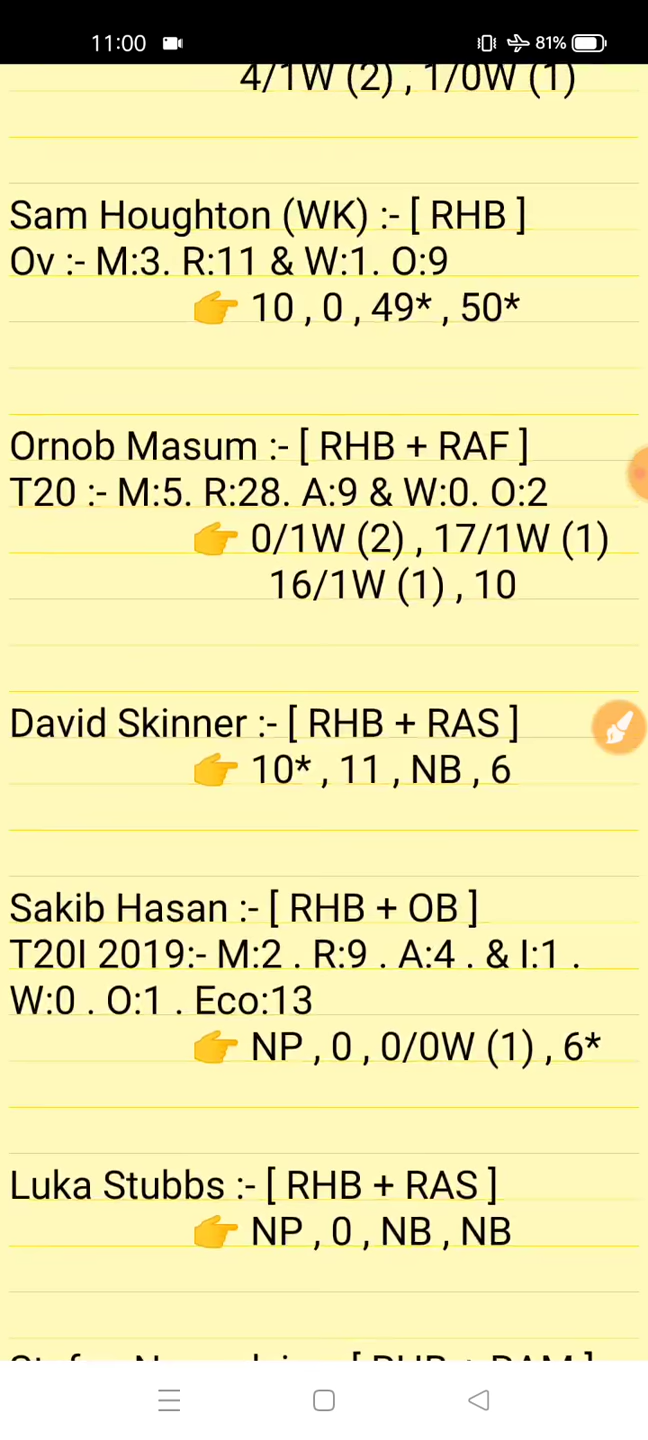 11:00 81%
4/1W (2) , 1/0W (1)
Sam Houghton (WK) :- [ RHB ]
Ov :- M:3. R:11 & W:1. O:9
👉 10 , 0 , 49* , 50*
Ornob Masum :- [ RHB + RAF ]
T20 :- M:5. R:28. A:9 & W:0. O:2
👉 0/1W (2) , 17/1W (1)
16/1W (1) , 10
David Skinner :- [ RHB + RAS ]
👉 10* , 11 , NB , 6
Sakib Hasan :- [ RHB + OB ]
T20I 2019:- M:2 . R:9 . A:4 . & I:1 .
W:0 . O:1 . Eco:13
👉 NP , 0 , 0/0W (1) , 6*
Luka Stubbs :- [ RHB + RAS ]
👉 NP , 0 , NB , NB